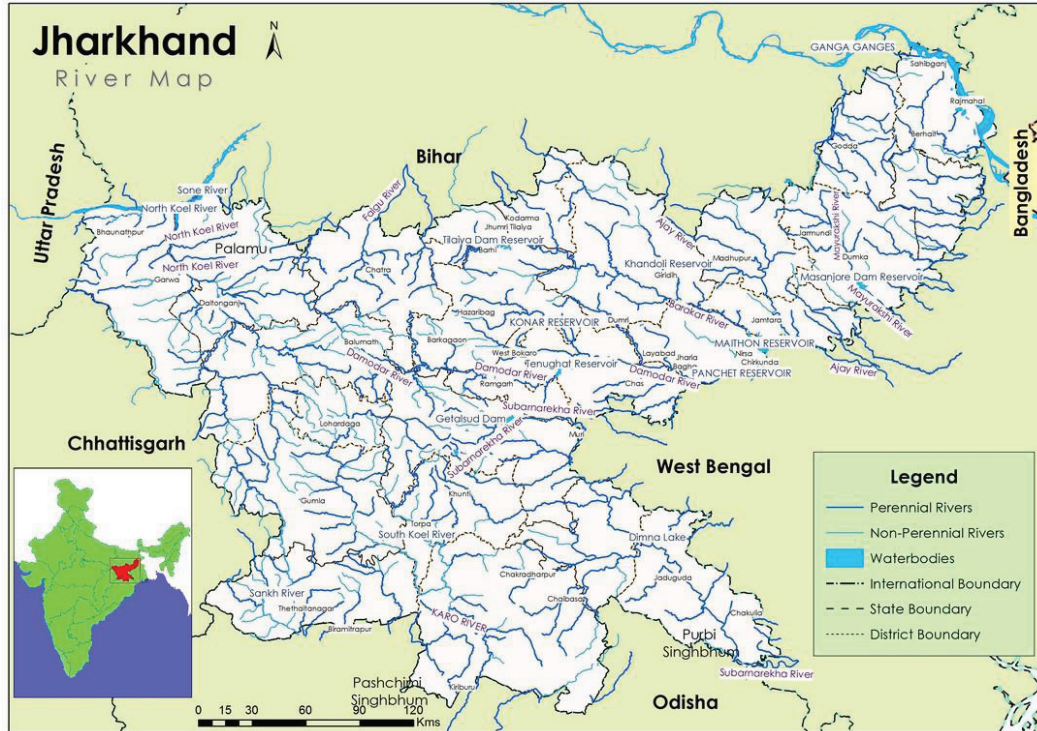 Jharkhand
River Map
N
GANGA GANGES
Sahibganj
Rajmahal
Berhait
Godda
Bihar
Uttar Pradesh
Bangladesh
Sone River
North Koel River
Bhaunathpur
North Koel River
Palamu
North Koel River
Garwa
Daltonganj
Falgu River
Kodarma
Jhumri Tilaiya
Tilaiya Dam Reservoir
Barhi
Chatra
Ajay River
Khandoli Reservoir
Giridih
Madhupur
Mayurakshi River
Jarmundi
Dumka
Masanjore Dam Reservoir
Mayurakshi River
Hazaribag
KONAR RESERVOIR
Dumri
Barakar River
Jamtara
MAITHON RESERVOIR
Balumath
Barkagaon
West Bokaro
Tenughat Reservoir
Layabad
Jharia
Nirsa
Chirkunda
PANCHET RESERVOIR
Ajay River
Damodar River
Damodar River
Damodar River
Ramgarh
Chas
Subarnarekha River
Getalsud Dam
Muri
Lohardaga
Subarnarekha River
Chhattisgarh
West Bengal
Gumla
Khunti
Torpa
South Koel River
Dimna Lake
Chakradharpur
Jaduguda
Sankh River
Thethaitanagar
Chaibasa
Chakulia
Biramitrapur
KARO RIVER
Purbi
Singhbhum
Subarnarekha River
Pashchimi
Singhbhum
Kiriburu
Odisha
0 15 30 60 90 120
Kms
Legend
Perennial Rivers
Non-Perennial Rivers
Waterbodies
International Boundary
State Boundary
District Boundary